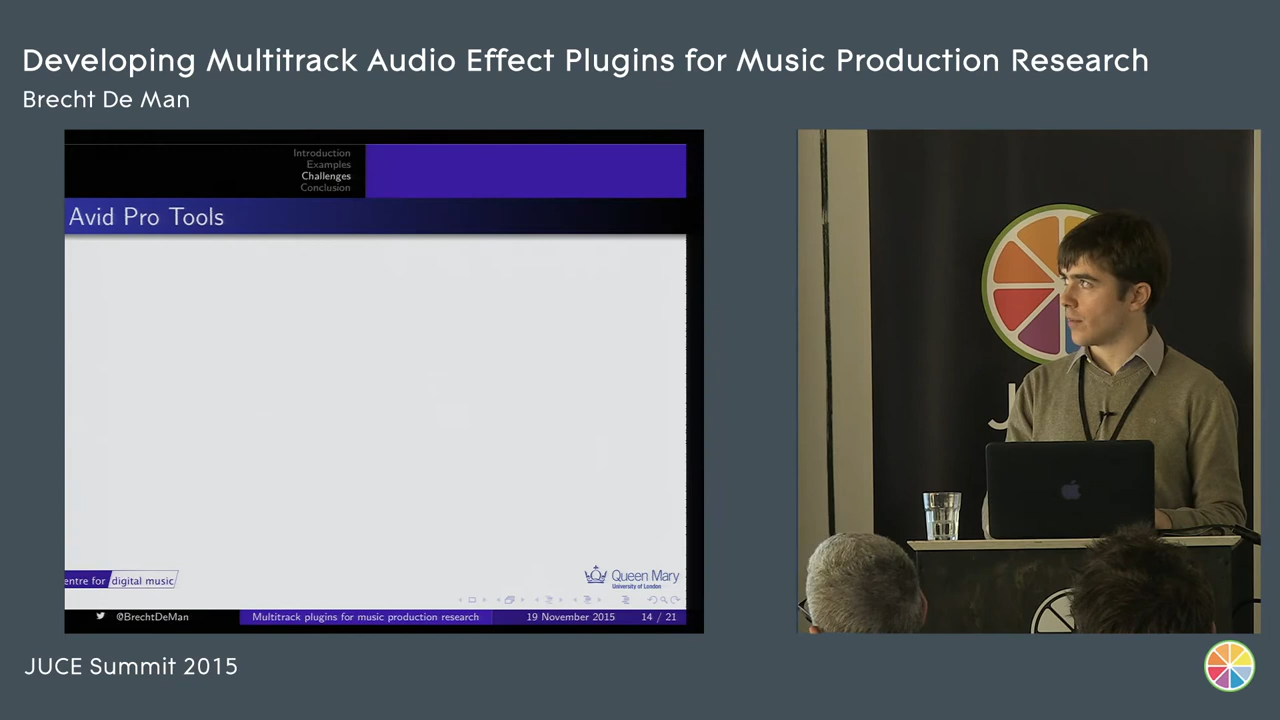 Developing Multitrack Audio Effect Plugins for Music Production Research
Brecht De Man
Introduction
Examples
Challenges
Conclusion
Avid Pro Tools
entre for digital music
Queen Mary
University of London
@BrechtDeMan
Multitrack plugins for music production research
19 November 2015
14 / 21
J
JUCE Summit 2015